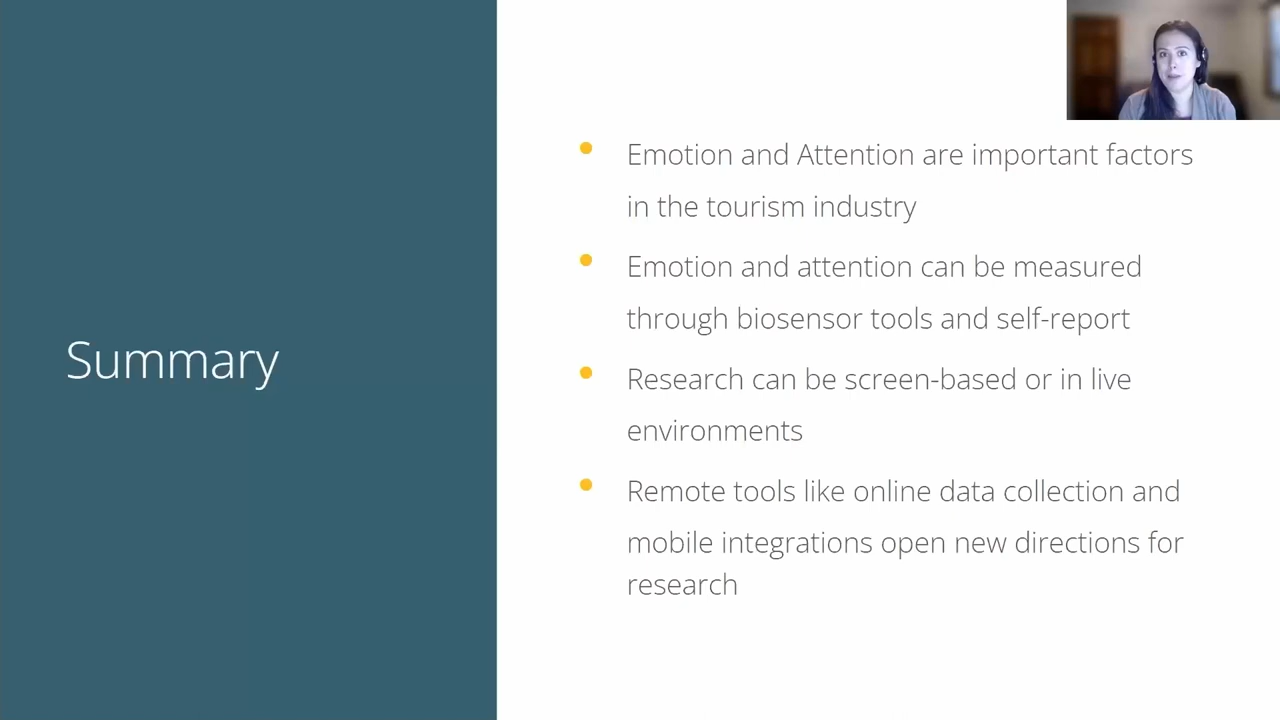 Summary
Emotion and Attention are important factors
in the tourism industry
Emotion and attention can be measured
through biosensor tools and self-report
Research can be screen-based or in live
environments
Remote tools like online data collection and
mobile integrations open new directions for
research